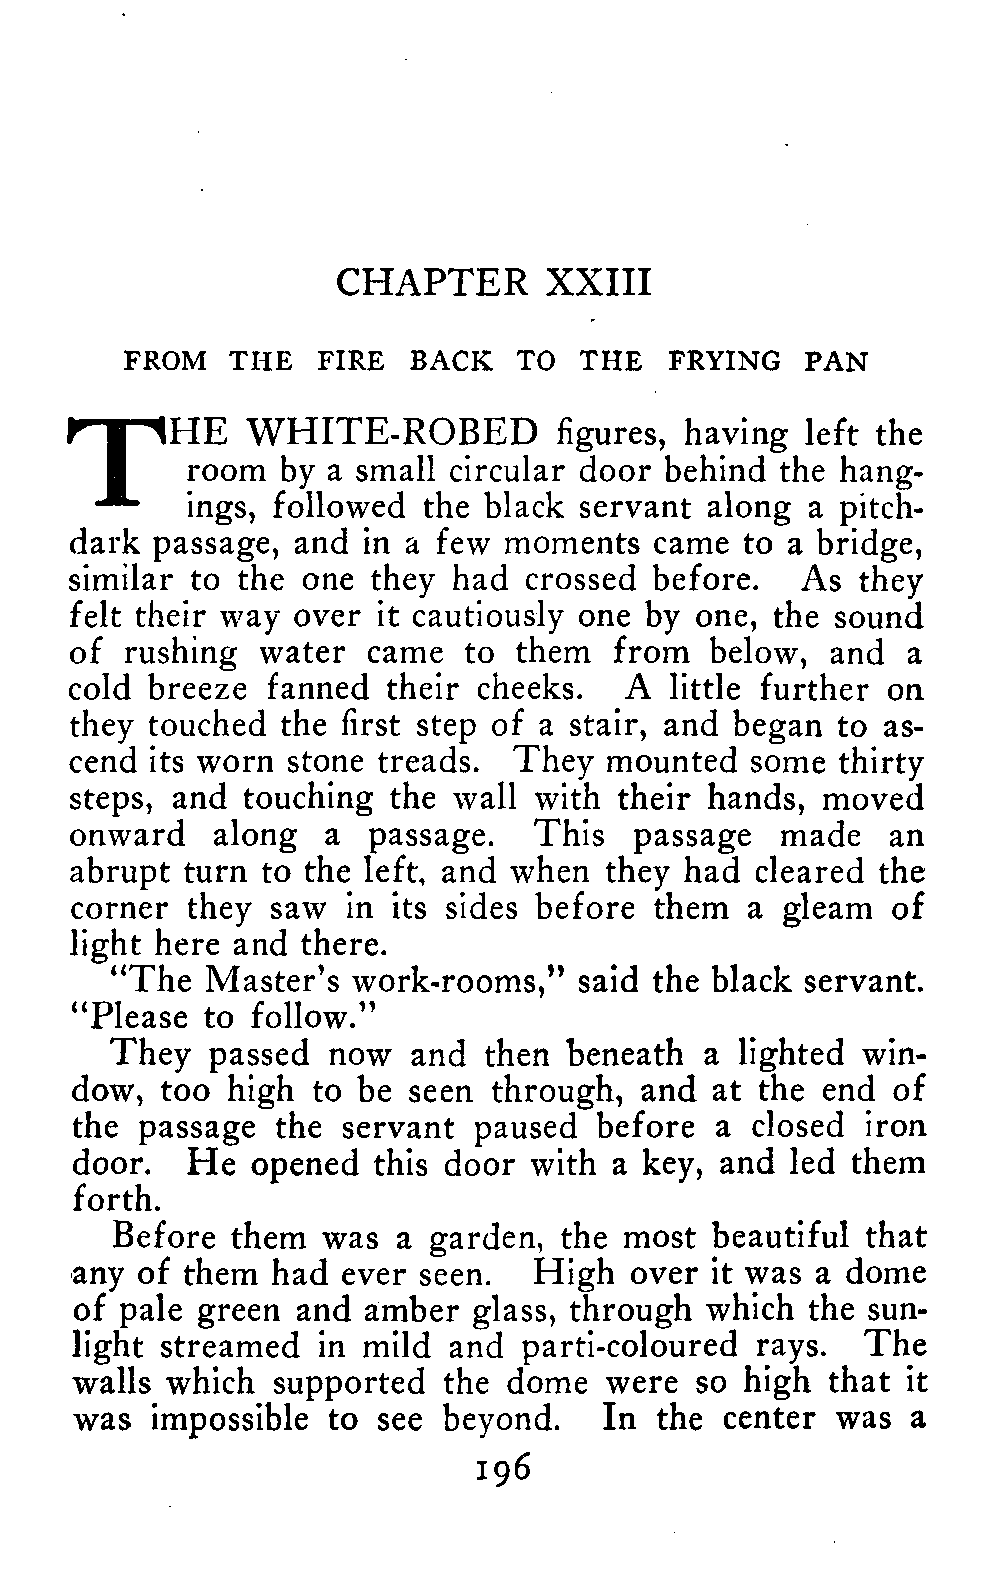 CHAPTER XXIII
FROM THE FIRE BACK TO THE FRYING PAN
THE WHITE-ROBED figures, having left the
room by a small circular door behind the hang-
ings, followed the black servant along a pitch-
dark passage, and in a few moments came to a bridge,
similar to the one they had crossed before. As they
felt their way over it cautiously one by one, the sound
of rushing water came to them from below, and a
cold breeze fanned their cheeks. A little further on
they touched the first step of a stair, and began to as-
cend its worn stone treads. They mounted some thirty
steps, and touching the wall with their hands, moved
onward along a passage. This passage made an
abrupt turn to the left, and when they had cleared the
corner they saw in its sides before them a gleam of
light here and there.
"The Master's work-rooms," said the black servant.
"Please to follow."
They passed now and then beneath a lighted win-
dow, too high to be seen through, and at the end of
the passage the servant paused before a closed iron
door. He opened this door with a key, and led them
forth.
Before them was a garden, the most beautiful that
any of them had ever seen. High over it was a dome
of pale green and amber glass, through which the sun-
light streamed in mild and parti-coloured rays. The
walls which supported the dome were so high that it
was impossible to see beyond. In the center was a
196